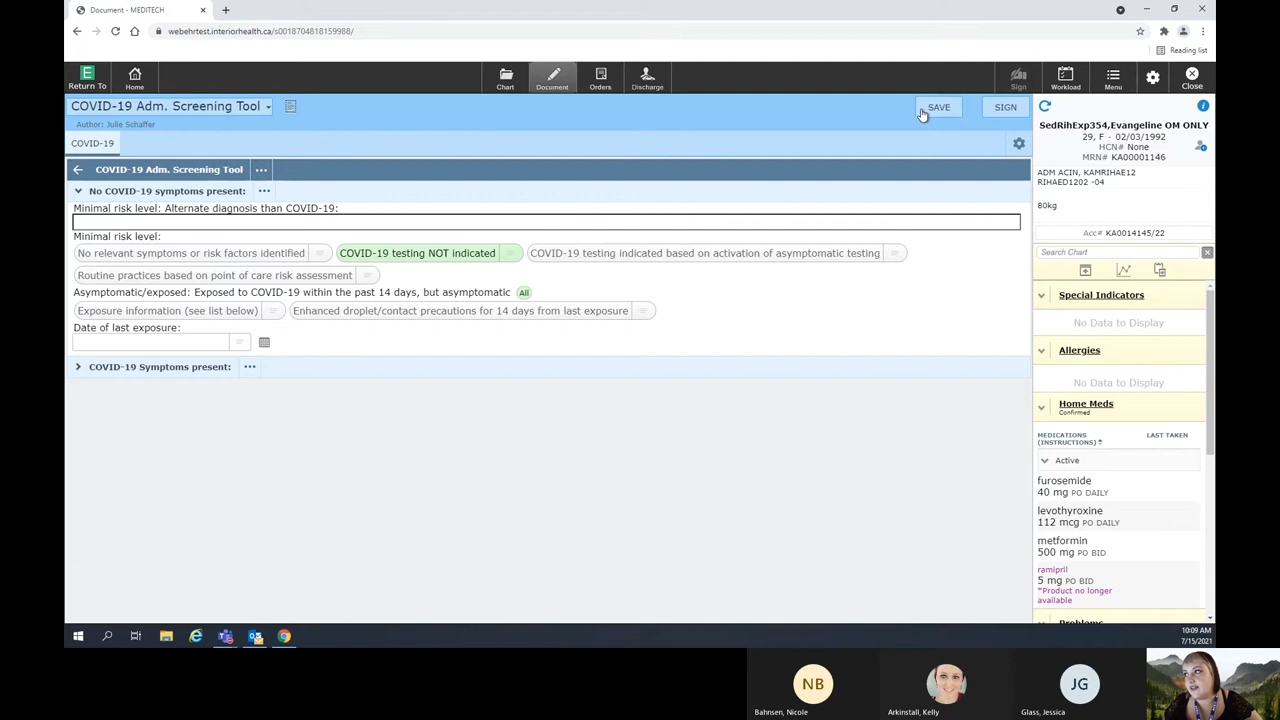 Document - MEDITECH
webehrtest.interiorhealth.ca/s0018704818159988/
Reading list
Return To
Home
Chart
Document
Orders
Discharge
Sign
Workload
Menu
Close
COVID-19 Adm. Screening Tool
SAVE
SIGN
Author: Julie Schaffer
COVID-19
COVID-19 Adm. Screening Tool
No COVID-19 symptoms present:
Minimal risk level: Alternate diagnosis than COVID-19:
Minimal risk level:
No relevant symptoms or risk factors identified
COVID-19 testing NOT indicated
COVID-19 testing indicated based on activation of asymptomatic testing
Routine practices based on point of care risk assessment
Asymptomatic/exposed: Exposed to COVID-19 within the past 14 days, but asymptomatic All
Exposure information (see list below)
Enhanced droplet/contact precautions for 14 days from last exposure
Date of last exposure:
COVID-19 Symptoms present:
SedRihExp354,Evangeline OM ONLY
29, F · 02/03/1992
HCN# None
MRN# KA00001146
ADM ACIN, KAMRIHAE12
RIHAED1202 -04
80kg
Acc# KA0014145/22
Search Chart
Special Indicators
No Data to Display
Allergies
No Data to Display
Home Meds
Confirmed
MEDICATIONS
(INSTRUCTIONS)
LAST TAKEN
Active
furosemide
40 mg PO DAILY
levothyroxine
112 mcg PO DAILY
metformin
500 mg PO BID
ramipril
5 mg PO BID
*Product no longer
available
Problems
10:09 AM
7/15/2021
NB
Bahnsen, Nicole
Arkinstall, Kelly
JG
Glass, Jessica